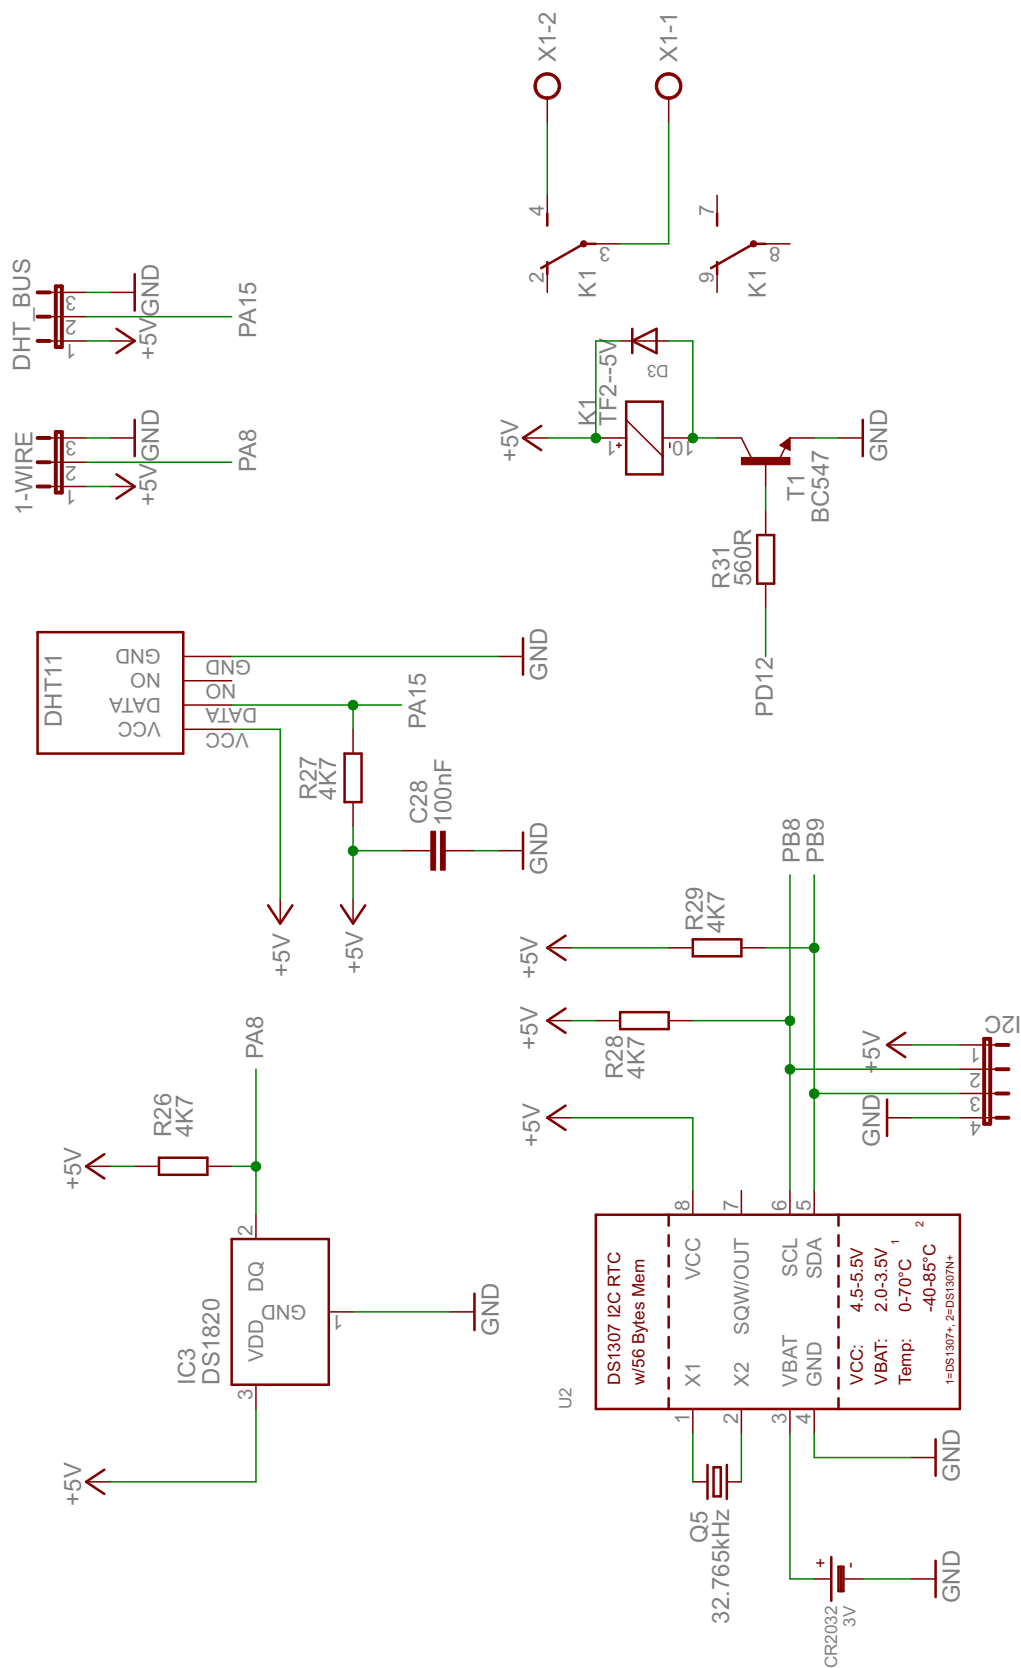 +5V
IC3
DS1820
3
VDD
GND
DQ
2
1
GND
+5V
R26
4K7
PA8
DHT11
VCC
DATA
NO
GND
VCC
DATA
NO
GND
+5V
+5V
R27
4K7
PA15
C28
100nF
GND
GND
1-WIRE
1
2
3
+5V
GND
PA8
DHT_BUS
1
2
3
+5V
GND
PA15
U2
DS1307 I2C RTC
w/56 Bytes Mem
X1
X2
VBAT
GND
VCC
SQW/OUT
SCL
SDA
1
2
3
4
8
7
6
5
VCC: 4.5-5.5V
VBAT: 2.0-3.5V
Temp: 0-70°C 1
-40-85°C 2
1=DS1307+, 2=DS1307N+
Q5
32.765kHz
CR2032
3V
+
-
GND
GND
+5V
+5V
R28
4K7
+5V
R29
4K7
PB8
PB9
GND
+5V
4
3
2
1
I2C
PD12
R31
560R
T1
BC547
GND
+5V
K1
TF2--5V
1
+
10
-
D3
K1
2
3
4
K1
9
8
7
X1-2
X1-1